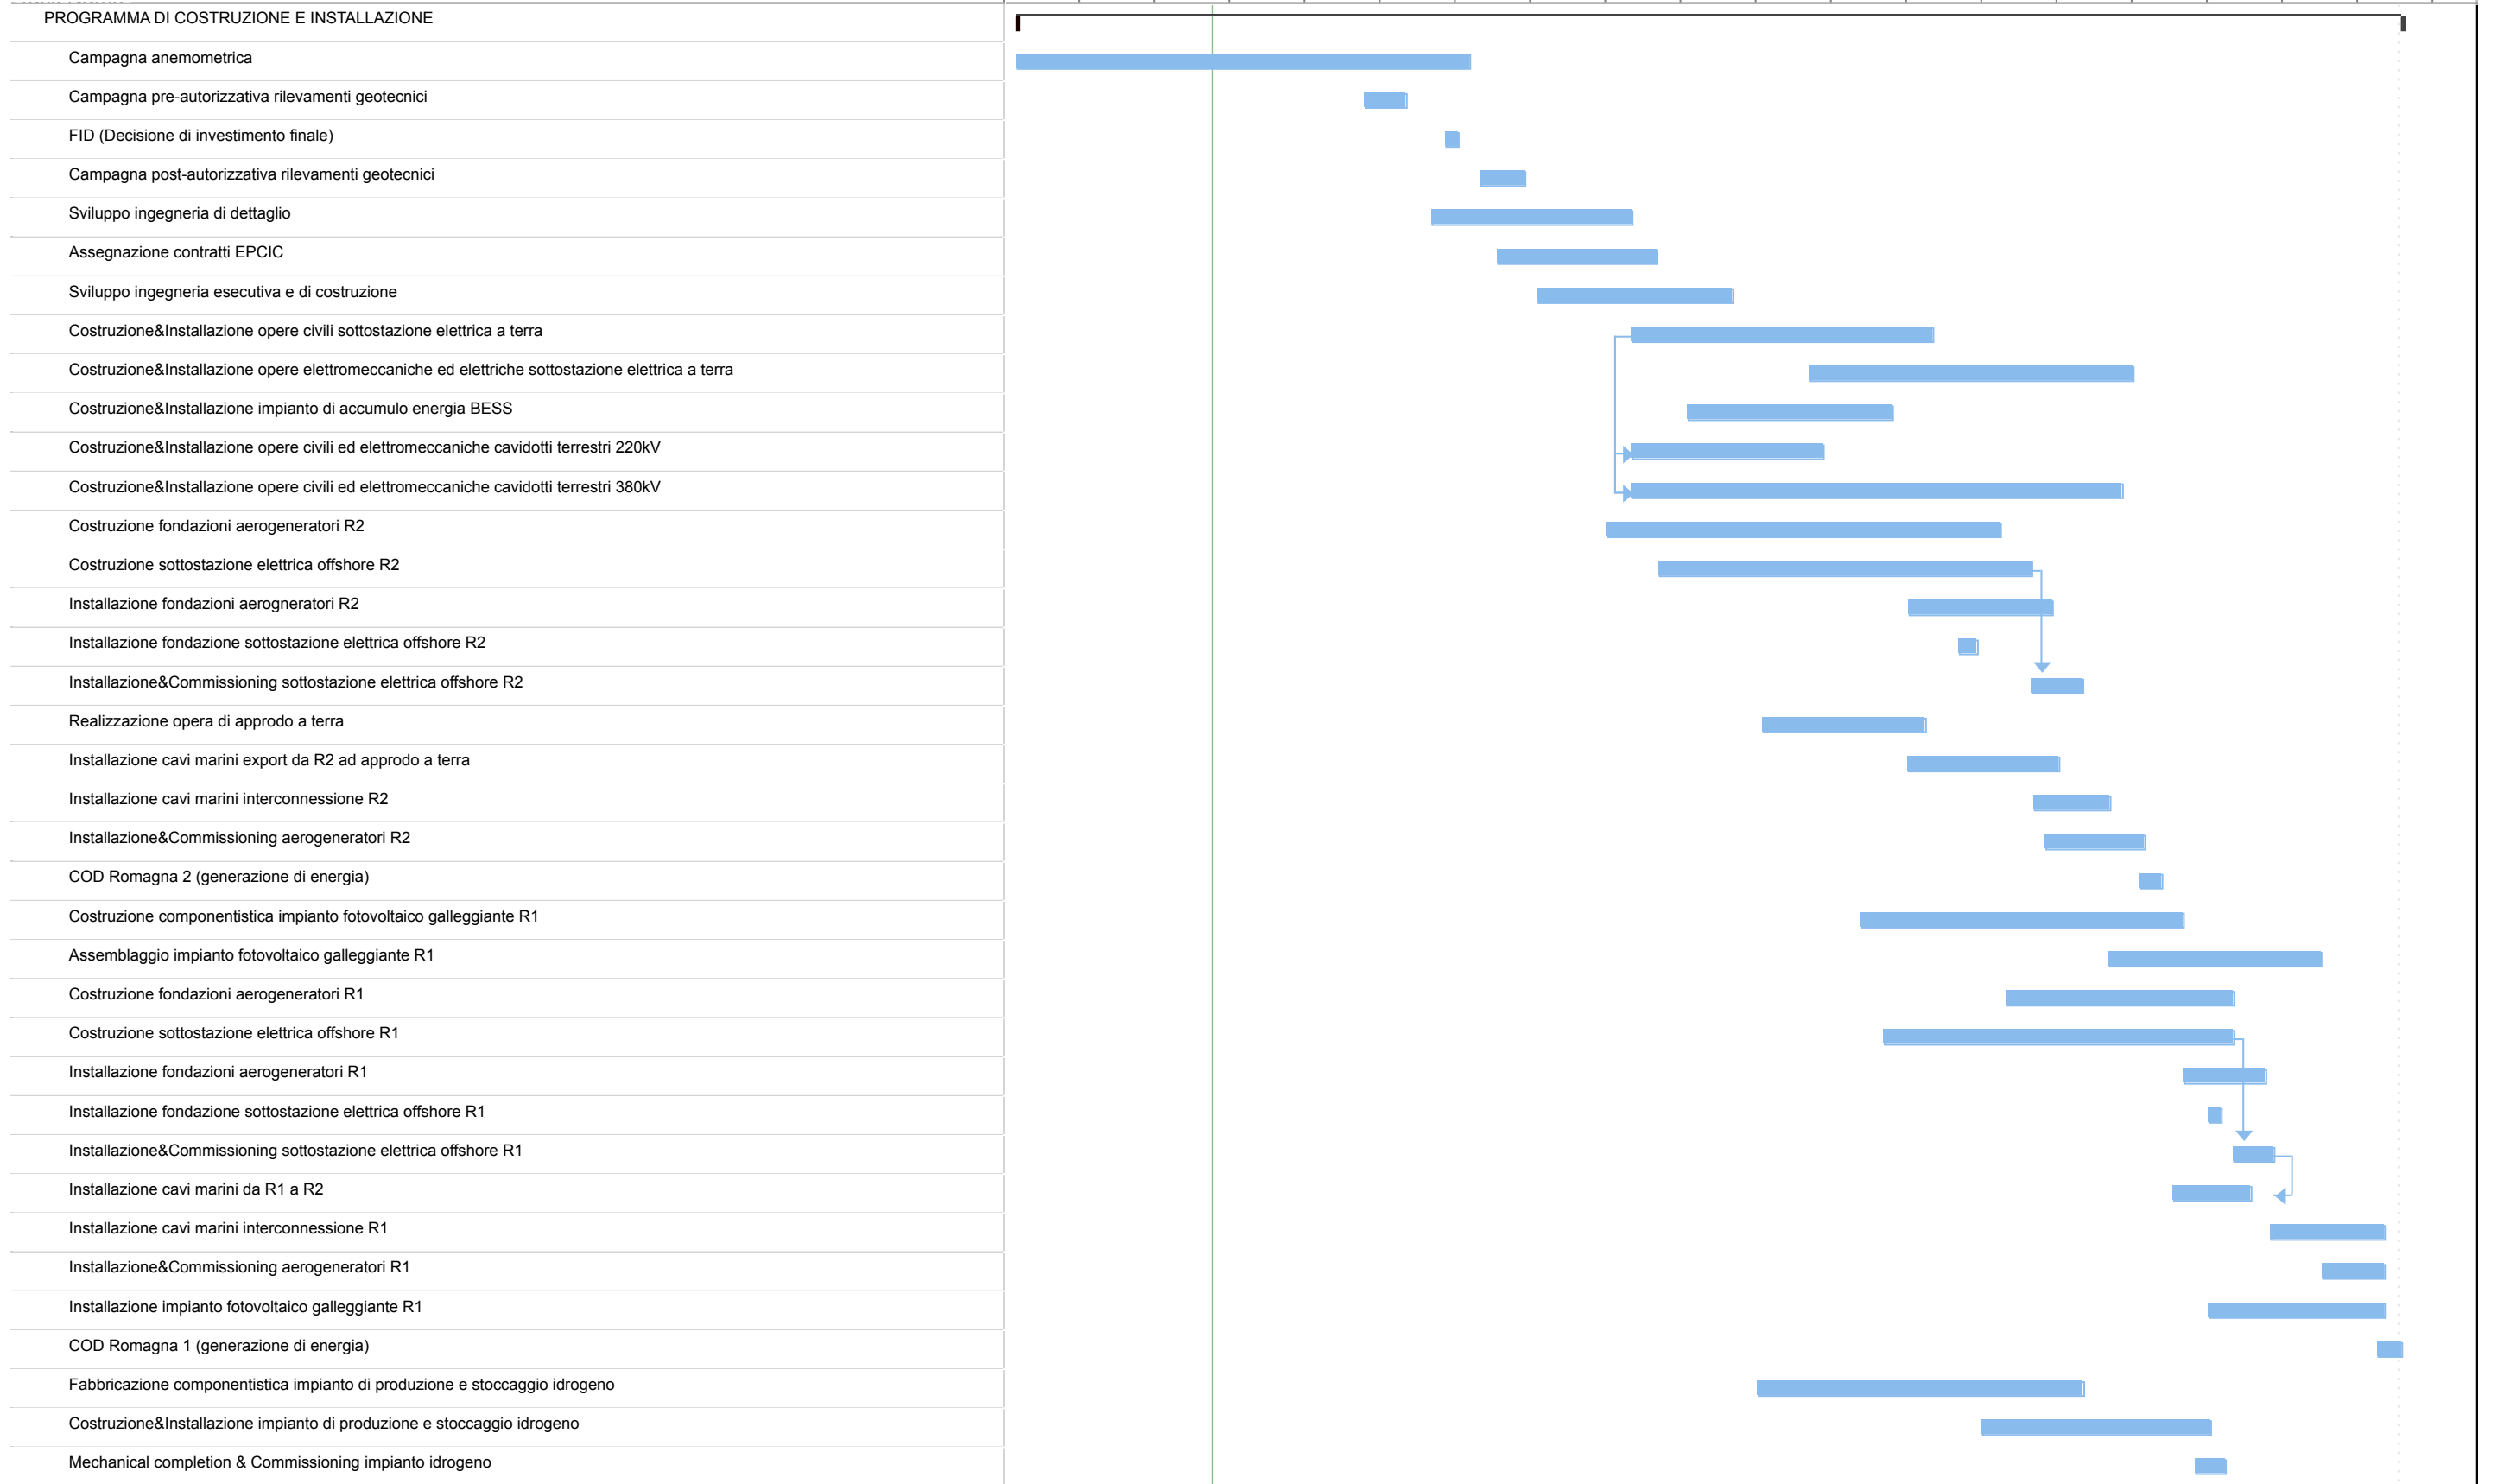 PROGRAMMA DI COSTRUZIONE E INSTALLAZIONE
Campagna anemometrica
Campagna pre-autorizzativa rilevamenti geotecnici
FID (Decisione di investimento finale)
Campagna post-autorizzativa rilevamenti geotecnici
Sviluppo ingegneria di dettaglio
Assegnazione contratti EPCIC
Sviluppo ingegneria esecutiva e di costruzione
Costruzione&Installazione opere civili sottostazione elettrica a terra
Costruzione&Installazione opere elettromeccaniche ed elettriche sottostazione elettrica a terra
Costruzione&Installazione impianto di accumulo energia BESS
Costruzione&Installazione opere civili ed elettromeccaniche cavidotti terrestri 220kV
Costruzione&Installazione opere civili ed elettromeccaniche cavidotti terrestri 380kV
Costruzione fondazioni aerogeneratori R2
Costruzione sottostazione elettrica offshore R2
Installazione fondazioni aerogneratori R2
Installazione fondazione sottostazione elettrica offshore R2
Installazione&Commissioning sottostazione elettrica offshore R2
Realizzazione opera di approdo a terra
Installazione cavi marini export da R2 ad approdo a terra
Installazione cavi marini interconnessione R2
Installazione&Commissioning aerogeneratori R2
COD Romagna 2 (generazione di energia)
Costruzione componentistica impianto fotovoltaico galleggiante R1
Assemblaggio impianto fotovoltaico galleggiante R1
Costruzione fondazioni aerogeneratori R1
Costruzione sottostazione elettrica offshore R1
Installazione fondazioni aerogeneratori R1
Installazione fondazione sottostazione elettrica offshore R1
Installazione&Commissioning sottostazione elettrica offshore R1
Installazione cavi marini da R1 a R2
Installazione cavi marini interconnessione R1
Installazione&Commissioning aerogeneratori R1
Installazione impianto fotovoltaico galleggiante R1
COD Romagna 1 (generazione di energia)
Fabbricazione componentistica impianto di produzione e stoccaggio idrogeno
Costruzione&Installazione impianto di produzione e stoccaggio idrogeno
Mechanical completion & Commissioning impianto idrogeno